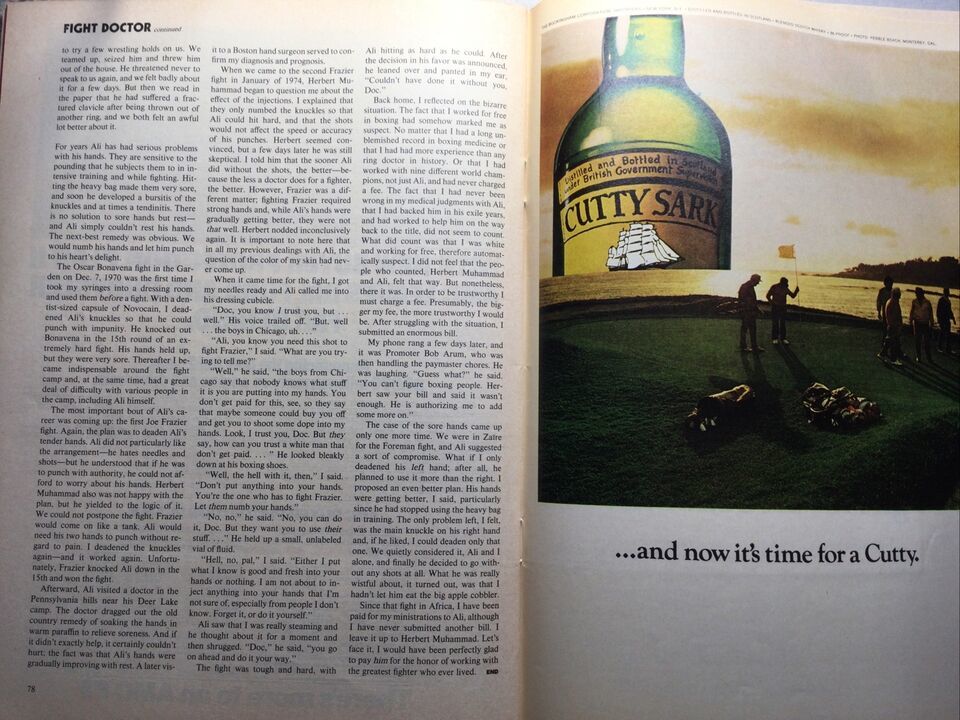 FIGHT DOCTOR continued
to try a few wrestling holds on us. We
teamed up, seized him and threw him
out of the house. He threatened never to
speak to us again, and we felt badly about
it for a few days. But then we read in
the paper that he had suffered a frac-
tured clavicle after being thrown out of
another ring, and we both felt an awful
lot better about it.
For years Ali has had serious problems
with his hands. They are sensitive to the
pounding that he subjects them to in in-
tensive training and while fighting. Hit-
ting the heavy bag made them very sore,
and soon he developed a bursitis of the
knuckles and at times a tendinitis. There
is no solution to sore hands but rest—
and Ali simply couldn't rest his hands.
The next-best remedy was obvious. We
would numb his hands and let him punch
to his heart's delight.
The Oscar Bonavena fight in the Gar-
den on Dec. 7, 1970 was the first time I
took my syringes into a dressing room
and used them before a fight. With a den-
tist-sized capsule of Novocain, I dead-
ened Ali's knuckles so that he could
punch with impunity. He knocked out
Bonavena in the 15th round of an ex-
tremely hard fight. His hands held up,
but they were very sore. Thereafter I be-
came indispensable around the fight
camp and, at the same time, had a great
deal of difficulty with various people in
the camp, including Ali himself.
The most important bout of Ali's ca-
reer was coming up: the first Joe Frazier
fight. Again, the plan was to deaden Ali's
tender hands. Ali did not particularly like
the arrangement—he hates needles and
shots—but he understood that if he was
to punch with authority, he could not af-
ford to worry about his hands. Herbert
Muhammad also was not happy with the
plan, but he yielded to the logic of it.
We could not postpone the fight. Frazier
would come on like a tank. Ali would
need his two hands to punch without re-
gard to pain. I deadened the knuckles
again—and it worked again. Unfortu-
nately, Frazier knocked Ali down in the
15th and won the fight.
Afterward, Ali visited a doctor in the
Pennsylvania hills near his Deer Lake
camp. The doctor dragged out the old
country remedy of soaking the hands in
warm paraffin to relieve soreness. And if
it didn't exactly help, it certainly couldn't
hurt; the fact was that Ali's hands were
gradually improving with rest. A later vis-
it to a Boston hand surgeon served to con-
firm my diagnosis and prognosis.
When we came to the second Frazier
fight in January of 1974, Herbert Mu-
hammad began to question me about the
effect of the injections. I explained that
they only numbed the knuckles so that
Ali could hit hard, and that the shots
would not affect the speed or accuracy
of his punches. Herbert seemed con-
vinced, but a few days later he was still
skeptical. I told him that the sooner Ali
did without the shots, the better—be-
cause the less a doctor does for a fighter,
the better. However, Frazier was a dif-
ferent matter; fighting Frazier required
strong hands and, while Ali's hands were
gradually getting better, they were not
that well. Herbert nodded inconclusively
again. It is important to note here that
in all my previous dealings with Ali, the
question of the color of my skin had nev-
er come up.
When it came time for the fight, I got
my needles ready and Ali called me into
his dressing cubicle.
"Doc, you know I trust you, but . . .
well." His voice trailed off. "But. well
. . . the boys in Chicago, uh. . . ."
"Ali, you know you need this shot to
fight Frazier," I said. "What are you try-
ing to tell me?"
"Well," he said, "the boys from Chi-
cago say that nobody knows what stuff
it is you are putting into my hands. You
don't get paid for this, see, so they say
that maybe someone could buy you off
and get you to shoot some dope into my
hands. Look, I trust you, Doc. But they
say, how can you trust a white man that
don't get paid. . . ." He looked bleakly
down at his boxing shoes.
"Well, the hell with it, then," I said.
"Don't put anything into your hands.
You're the one who has to fight Frazier.
Let them numb your hands."
"No, no," he said. "No, you can do
it, Doc. But they want you to use their
stuff. . . ." He held up a small, unlabeled
vial of fluid.
"Hell, no, pal," I said. "Either I put
what I know is good and fresh into your
hands or nothing. I am not about to in-
ject anything into your hands that I'm
not sure of, especially from people I don't
know. Forget it, or do it yourself."
Ali saw that I was really steaming and
he thought about it for a moment and
then shrugged. "Doc," he said, "you go
on ahead and do it your way."
The fight was tough and hard, with
Ali hitting as hard as he could. After
the decision in his favor was announced,
he leaned over and panted in my ear,
"Couldn't have done it without you,
Doc."
Back home, I reflected on the bizarre
situation. The fact that I worked for free
in boxing had somehow marked me as
suspect. No matter that I had a long un-
blemished record in boxing medicine or
that I had had more experience than any
ring doctor in history. Or that I had
worked with nine different world cham-
pions, not just Ali, and had never charged
a fee. The fact that I had never been
wrong in my medical judgments with Ali,
that I had backed him in his exile years,
and had worked to help him on the way
back to the title, did not seem to count.
What did count was that I was white
and working for free, therefore automat-
ically suspect. I did not feel that the peo-
ple who counted, Herbert Muhammad
and Ali, felt that way. But nonetheless,
there it was. In order to be trustworthy I
must charge a fee. Presumably, the big-
ger my fee, the more trustworthy I would
be. After struggling with the situation, I
submitted an enormous bill.
My phone rang a few days later, and
it was Promoter Bob Arum, who was
then handling the paymaster chores. He
was laughing. "Guess what?" he said.
"You can't figure boxing people. Her-
bert saw your bill and said it wasn't
enough. He is authorizing me to add
some more on."
The case of the sore hands came up
only one more time. We were in Zaïre
for the Foreman fight, and Ali suggested
a sort of compromise. What if I only
deadened his left hand; after all, he
planned to use it more than the right. I
proposed an even better plan. His hands
were getting better, I said, particularly
since he had stopped using the heavy bag
in training. The only problem left, I felt,
was the main knuckle on his right hand
and, if he liked, I could deaden only that
one. We quietly considered it, Ali and I
alone, and finally he decided to go with-
out any shots at all. What he was really
wistful about, it turned out, was that I
hadn't let him eat the big apple cobbler.
Since that fight in Africa, I have been
paid for my ministrations to Ali, although
I have never submitted another bill. I
leave it up to Herbert Muhammad. Let's
face it, I would have been perfectly glad
to pay him for the honor of working with
the greatest fighter who ever lived. END
78
THE BUCKINGHAM CORPORATION, IMPORTERS • NEW YORK, N.Y. • DISTILLED AND BOTTLED IN SCOTLAND • BLENDED SCOTCH WHISKY • 86 PROOF • PHOTO: PEBBLE BEACH, MONTEREY, CAL.
Distilled and Bottled in Scotland
under British Government Supervision
CUTTY SARK
...and now it's time for a Cutty.